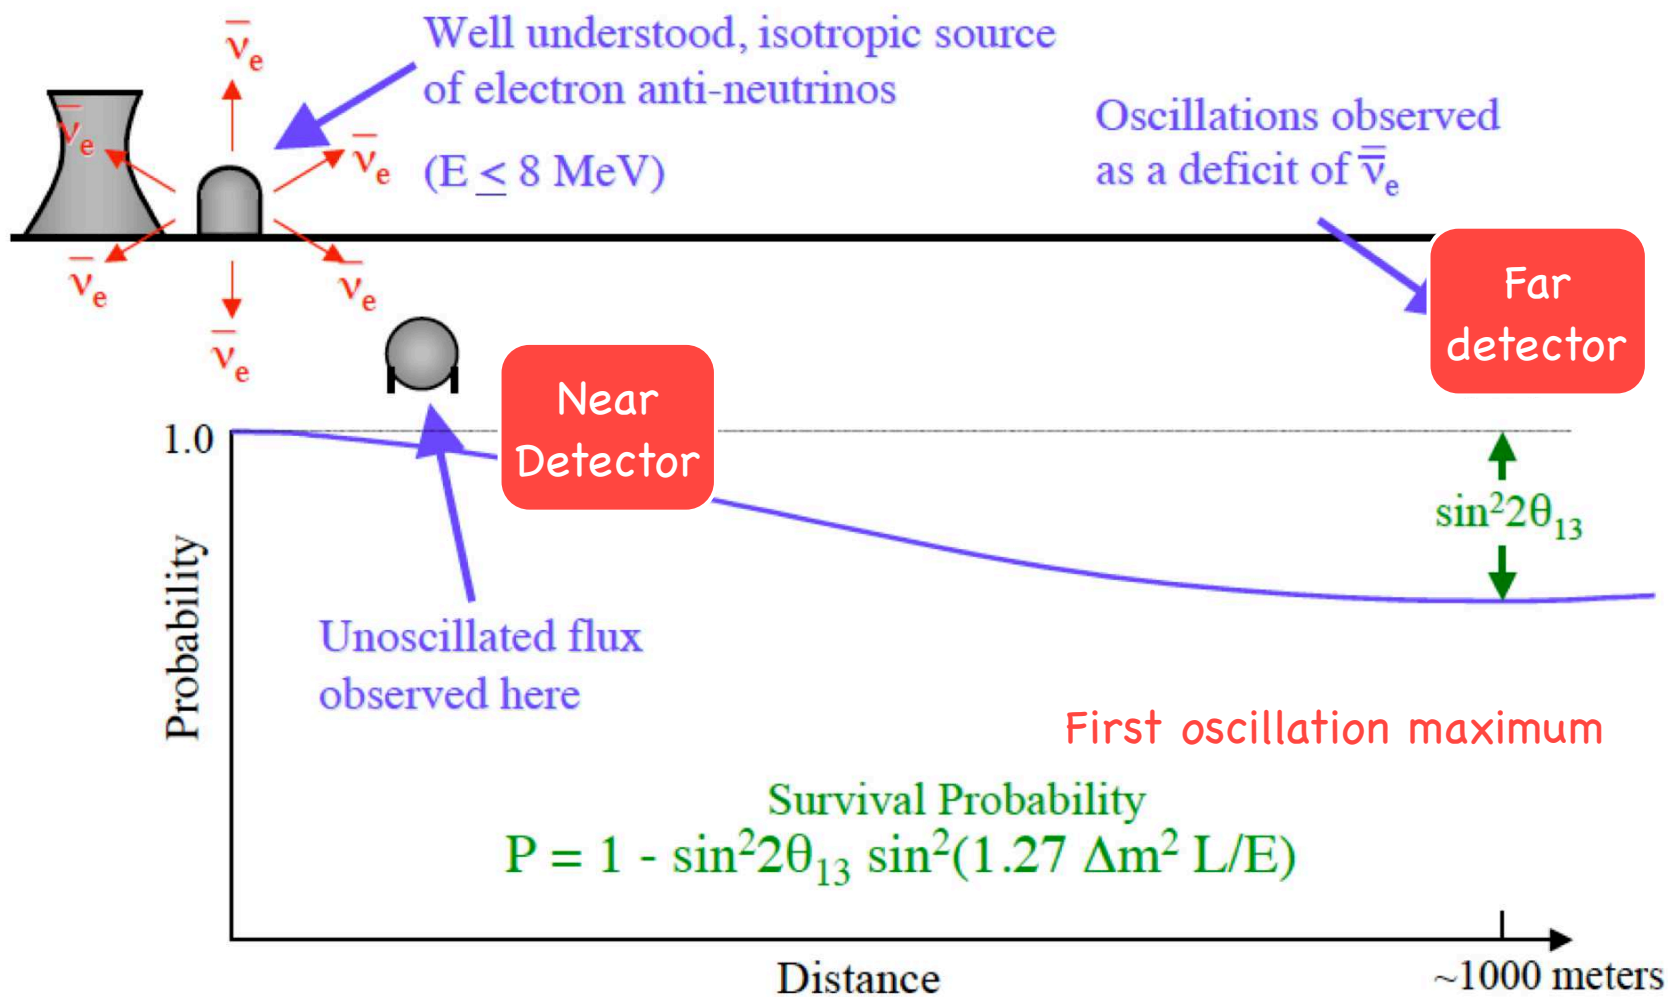 ν̅e
Well understood, isotropic source
of electron anti-neutrinos
(E ≤ 8 MeV)
ν̅e
ν̅e
Oscillations observed
as a deficit of ν̅e
ν̅e
ν̅e
ν̅e
Far
detector
Near
Detector
1.0
sin²2θ₁₃
Probability
Unoscillated flux
observed here
First oscillation maximum
Survival Probability
P = 1 - sin²2θ₁₃ sin²(1.27 Δm² L/E)
Distance
~1000 meters